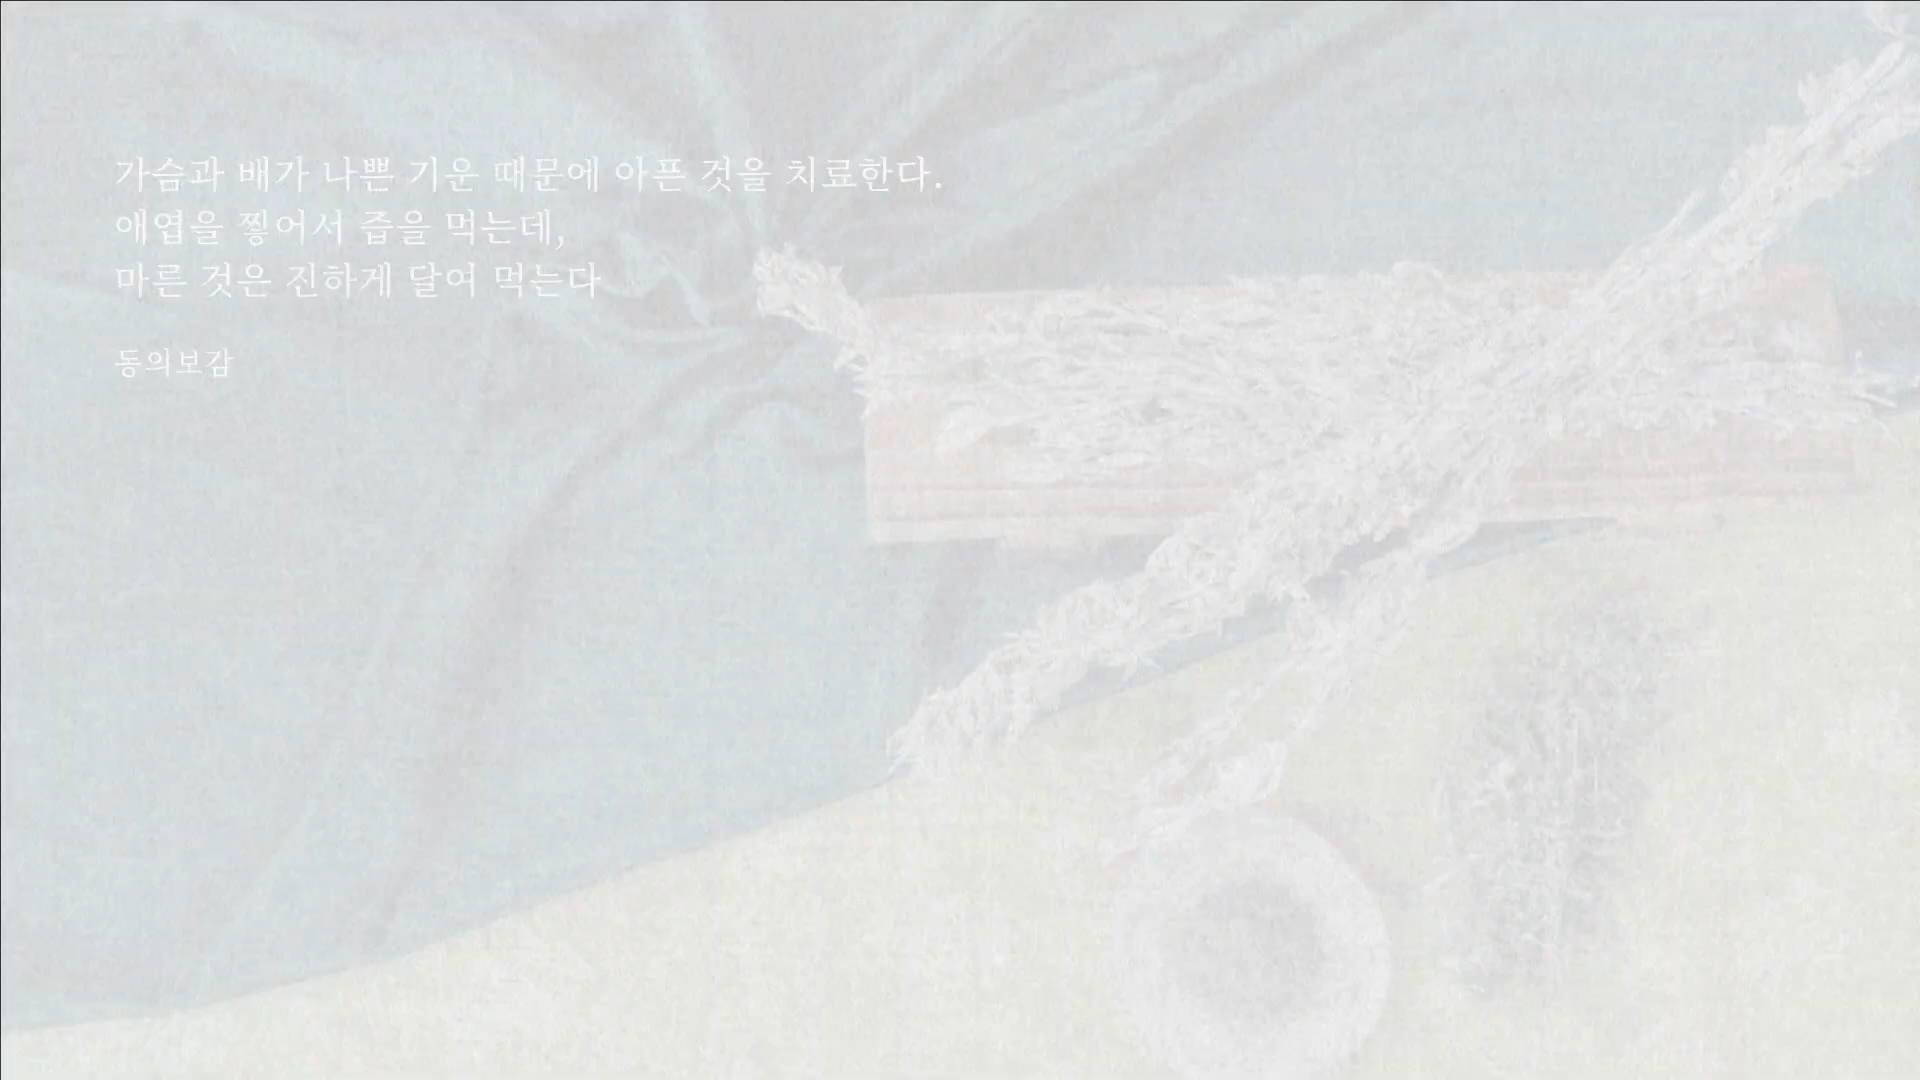 가슴과 배가 나쁜 기운 때문에 아픈 것을 치료한다.
애엽을 찧어서 즙을 먹는데,
마른 것은 진하게 달여 먹는다
동의보감